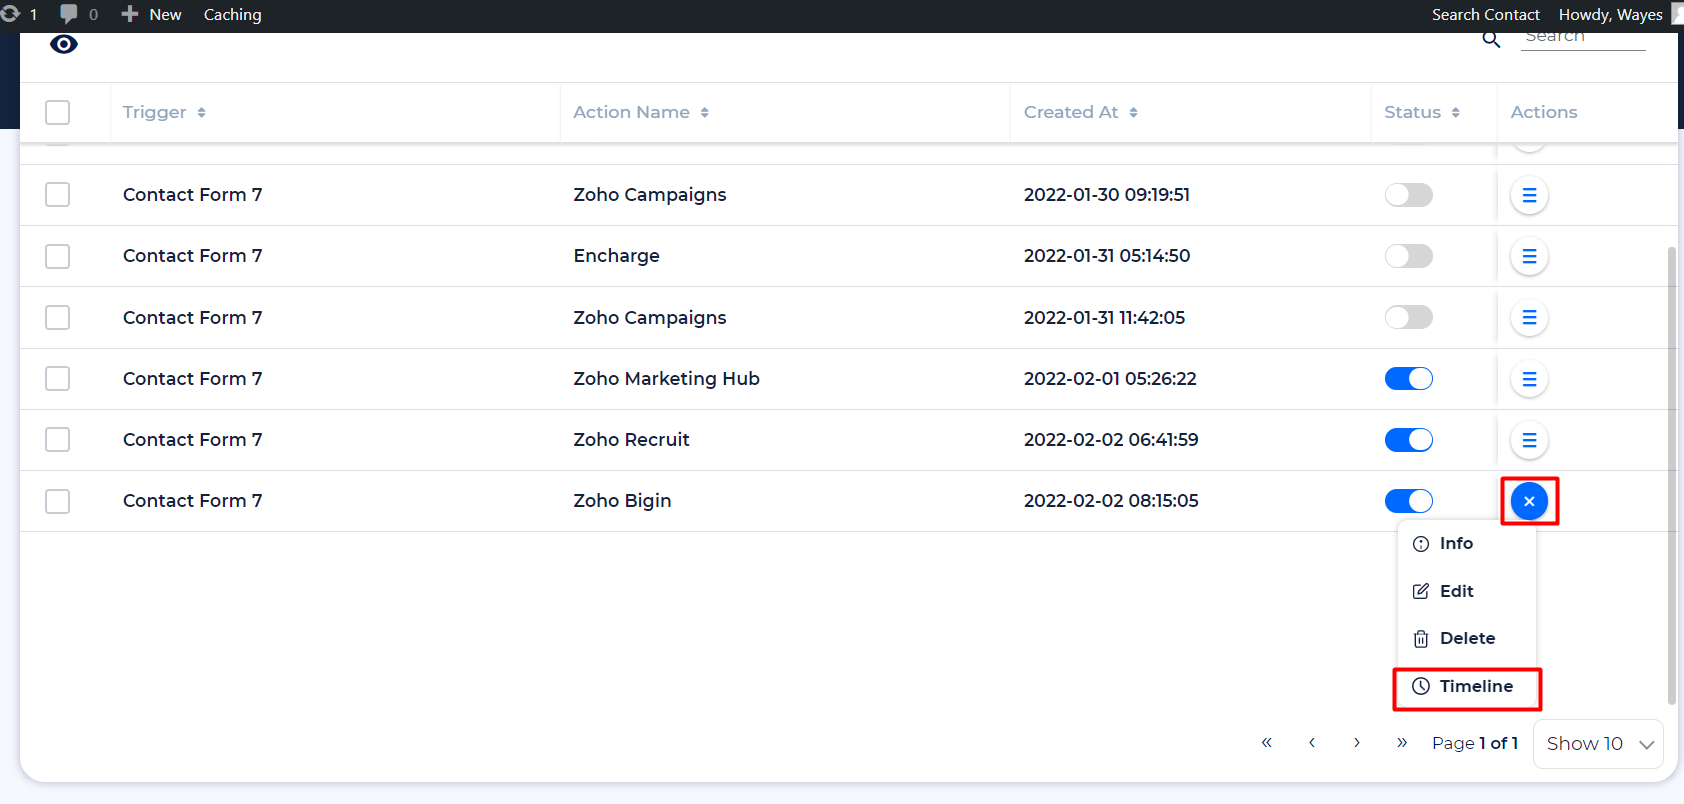 1 0 New Caching Search Contact Howdy, Wayes
Search
Trigger Action Name Created At Status Actions
Contact Form 7 Zoho Campaigns 2022-01-30 09:19:51
Contact Form 7 Encharge 2022-01-31 05:14:50
Contact Form 7 Zoho Campaigns 2022-01-31 11:42:05
Contact Form 7 Zoho Marketing Hub 2022-02-01 05:26:22
Contact Form 7 Zoho Recruit 2022-02-02 06:41:59
Contact Form 7 Zoho Bigin 2022-02-02 08:15:05
Info
Edit
Delete
Timeline
« ‹ › » Page 1 of 1 Show 10